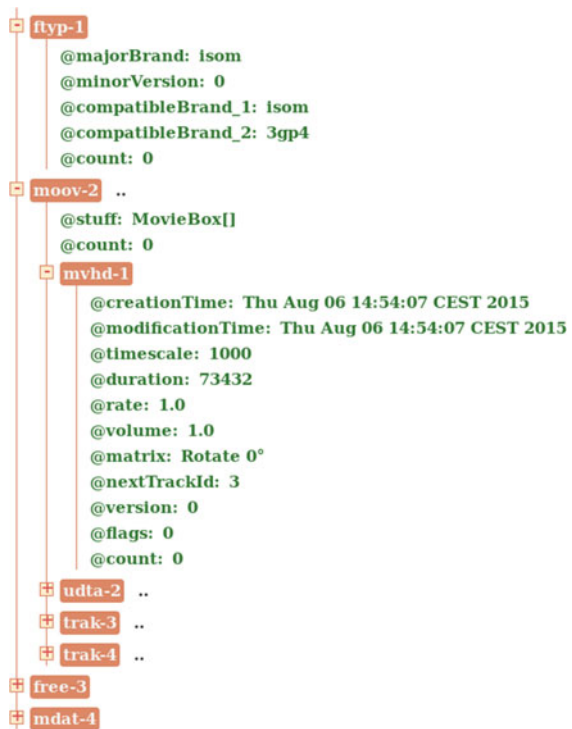 ftyp-1
@majorBrand: isom
@minorVersion: 0
@compatibleBrand_1: isom
@compatibleBrand_2: 3gp4
@count: 0
moov-2 ..
@stuff: MovieBox[]
@count: 0
mvhd-1
@creationTime: Thu Aug 06 14:54:07 CEST 2015
@modificationTime: Thu Aug 06 14:54:07 CEST 2015
@timescale: 1000
@duration: 73432
@rate: 1.0
@volume: 1.0
@matrix: Rotate 0°
@nextTrackId: 3
@version: 0
@flags: 0
@count: 0
udta-2 ..
trak-3 ..
trak-4 ..
free-3
mdat-4